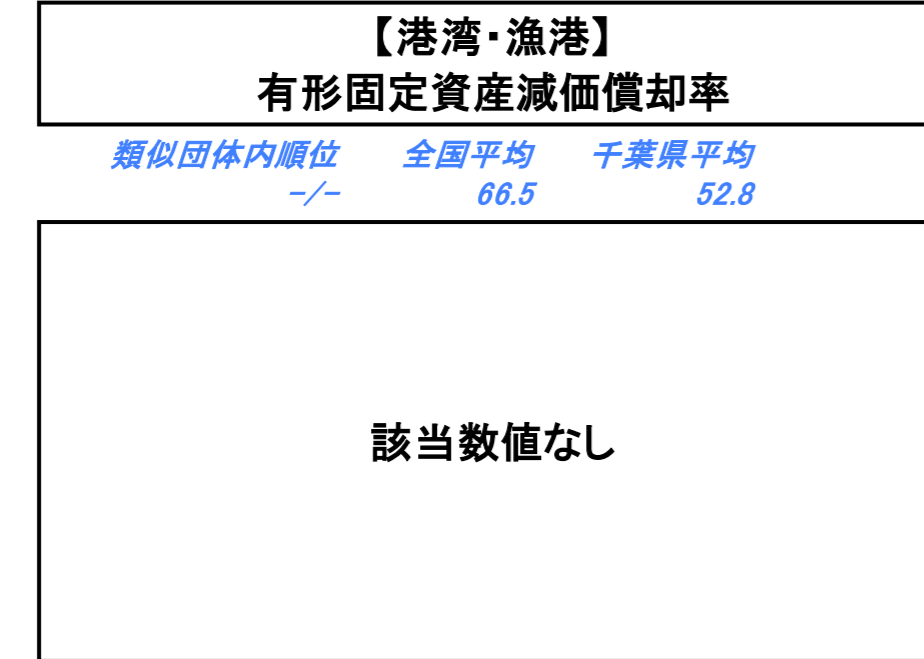 【港湾・漁港】
有形固定資産減価償却率
類似団体内順位 全国平均 千葉県平均
-/- 66.5 52.8
該当数値なし